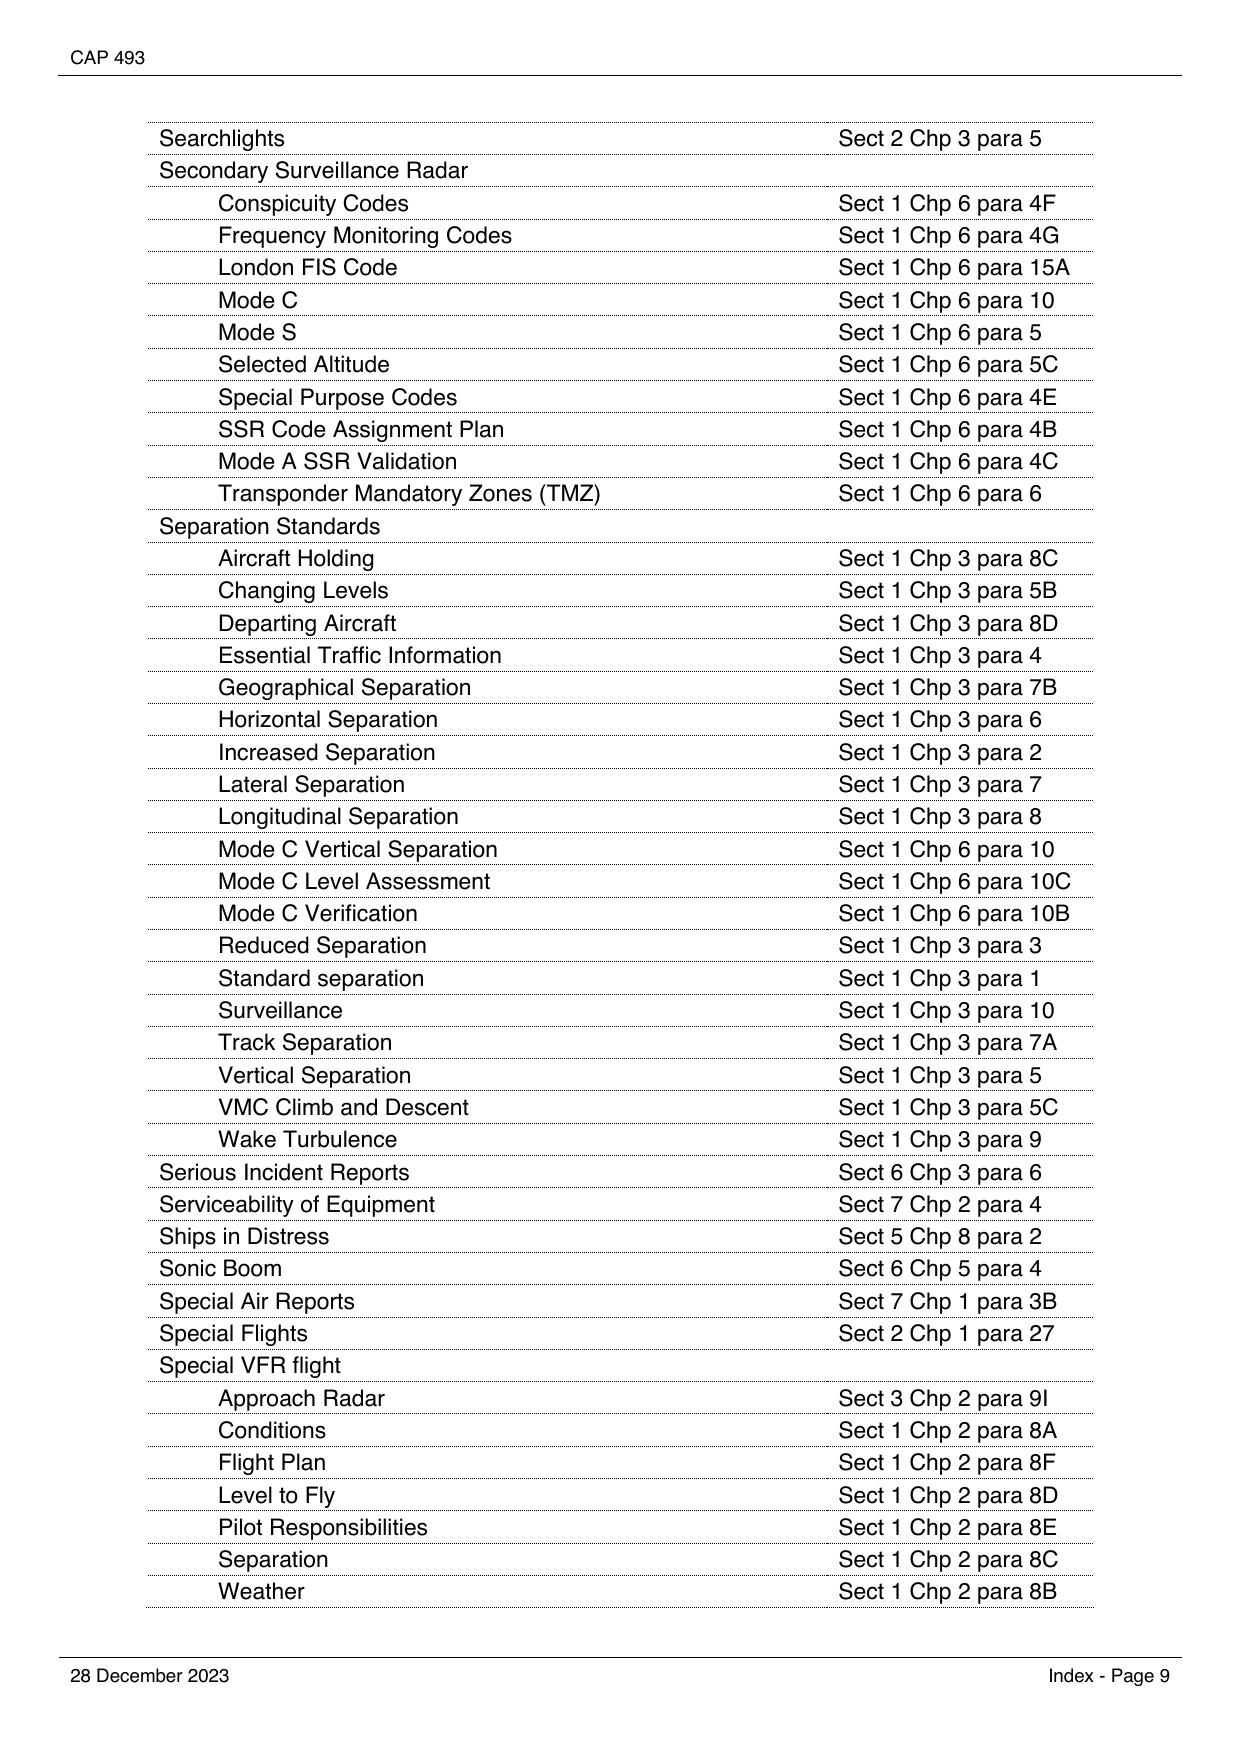 CAP 493
Searchlights Sect 2 Chp 3 para 5
Secondary Surveillance Radar
Conspicuity Codes Sect 1 Chp 6 para 4F
Frequency Monitoring Codes Sect 1 Chp 6 para 4G
London FIS Code Sect 1 Chp 6 para 15A
Mode C Sect 1 Chp 6 para 10
Mode S Sect 1 Chp 6 para 5
Selected Altitude Sect 1 Chp 6 para 5C
Special Purpose Codes Sect 1 Chp 6 para 4E
SSR Code Assignment Plan Sect 1 Chp 6 para 4B
Mode A SSR Validation Sect 1 Chp 6 para 4C
Transponder Mandatory Zones (TMZ) Sect 1 Chp 6 para 6
Separation Standards
Aircraft Holding Sect 1 Chp 3 para 8C
Changing Levels Sect 1 Chp 3 para 5B
Departing Aircraft Sect 1 Chp 3 para 8D
Essential Traffic Information Sect 1 Chp 3 para 4
Geographical Separation Sect 1 Chp 3 para 7B
Horizontal Separation Sect 1 Chp 3 para 6
Increased Separation Sect 1 Chp 3 para 2
Lateral Separation Sect 1 Chp 3 para 7
Longitudinal Separation Sect 1 Chp 3 para 8
Mode C Vertical Separation Sect 1 Chp 6 para 10
Mode C Level Assessment Sect 1 Chp 6 para 10C
Mode C Verification Sect 1 Chp 6 para 10B
Reduced Separation Sect 1 Chp 3 para 3
Standard separation Sect 1 Chp 3 para 1
Surveillance Sect 1 Chp 3 para 10
Track Separation Sect 1 Chp 3 para 7A
Vertical Separation Sect 1 Chp 3 para 5
VMC Climb and Descent Sect 1 Chp 3 para 5C
Wake Turbulence Sect 1 Chp 3 para 9
Serious Incident Reports Sect 6 Chp 3 para 6
Serviceability of Equipment Sect 7 Chp 2 para 4
Ships in Distress Sect 5 Chp 8 para 2
Sonic Boom Sect 6 Chp 5 para 4
Special Air Reports Sect 7 Chp 1 para 3B
Special Flights Sect 2 Chp 1 para 27
Special VFR flight
Approach Radar Sect 3 Chp 2 para 9I
Conditions Sect 1 Chp 2 para 8A
Flight Plan Sect 1 Chp 2 para 8F
Level to Fly Sect 1 Chp 2 para 8D
Pilot Responsibilities Sect 1 Chp 2 para 8E
Separation Sect 1 Chp 2 para 8C
Weather Sect 1 Chp 2 para 8B
28 December 2023 Index - Page 9